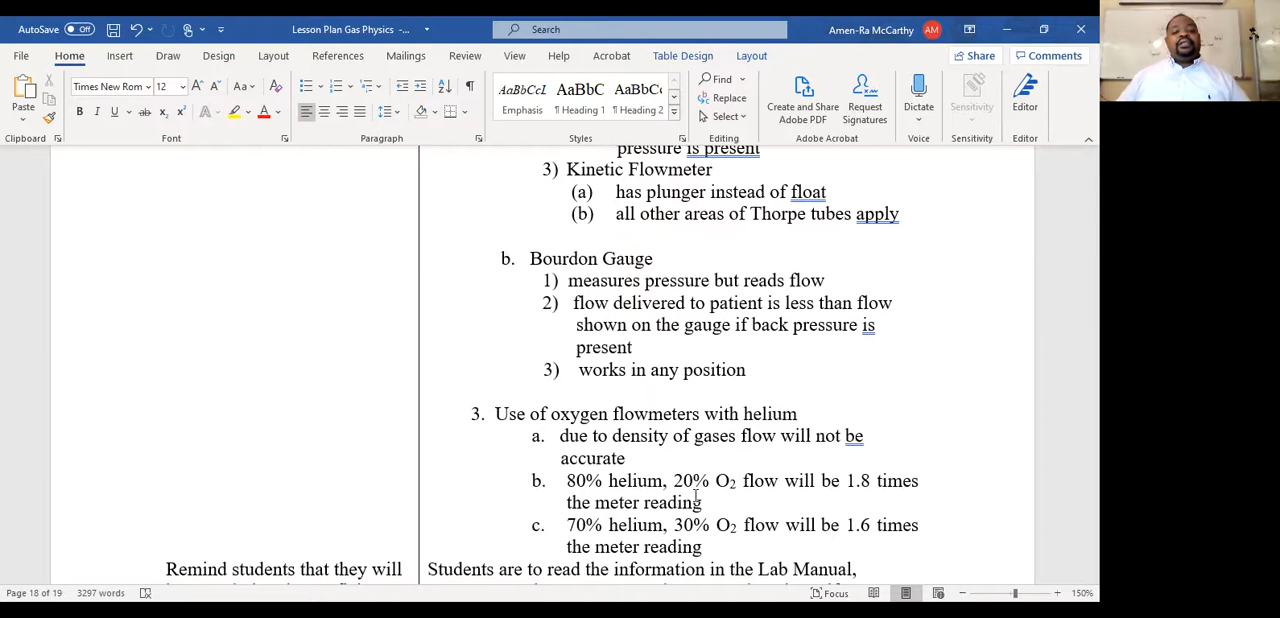 AutoSave Off
Lesson Plan Gas Physics -...
Search
Amen-Ra McCarthy AM
File Home Insert Draw Design Layout References Mailings Review View Help Acrobat Table Design Layout
Share Comments
Paste
Times New Rom 12
Aa
B I U ab x₂ x²
AaBbCcI AaBbC AaBbCc
Emphasis ¶ Heading 1 ¶ Heading 2
Find
Replace
Select
Create and Share
Adobe PDF
Request
Signatures
Dictate
Sensitivity
Editor
Clipboard Font Paragraph Styles Editing Adobe Acrobat Voice Sensitivity Editor
pressure is present
3) Kinetic Flowmeter
(a) has plunger instead of float
(b) all other areas of Thorpe tubes apply
b. Bourdon Gauge
1) measures pressure but reads flow
2) flow delivered to patient is less than flow
shown on the gauge if back pressure is
present
3) works in any position
3. Use of oxygen flowmeters with helium
a. due to density of gases flow will not be
accurate
b. 80% helium, 20% O₂ flow will be 1.8 times
the meter reading
c. 70% helium, 30% O₂ flow will be 1.6 times
the meter reading
Remind students that they will
Students are to read the information in the Lab Manual,
Page 18 of 19 3297 words
Focus
150%